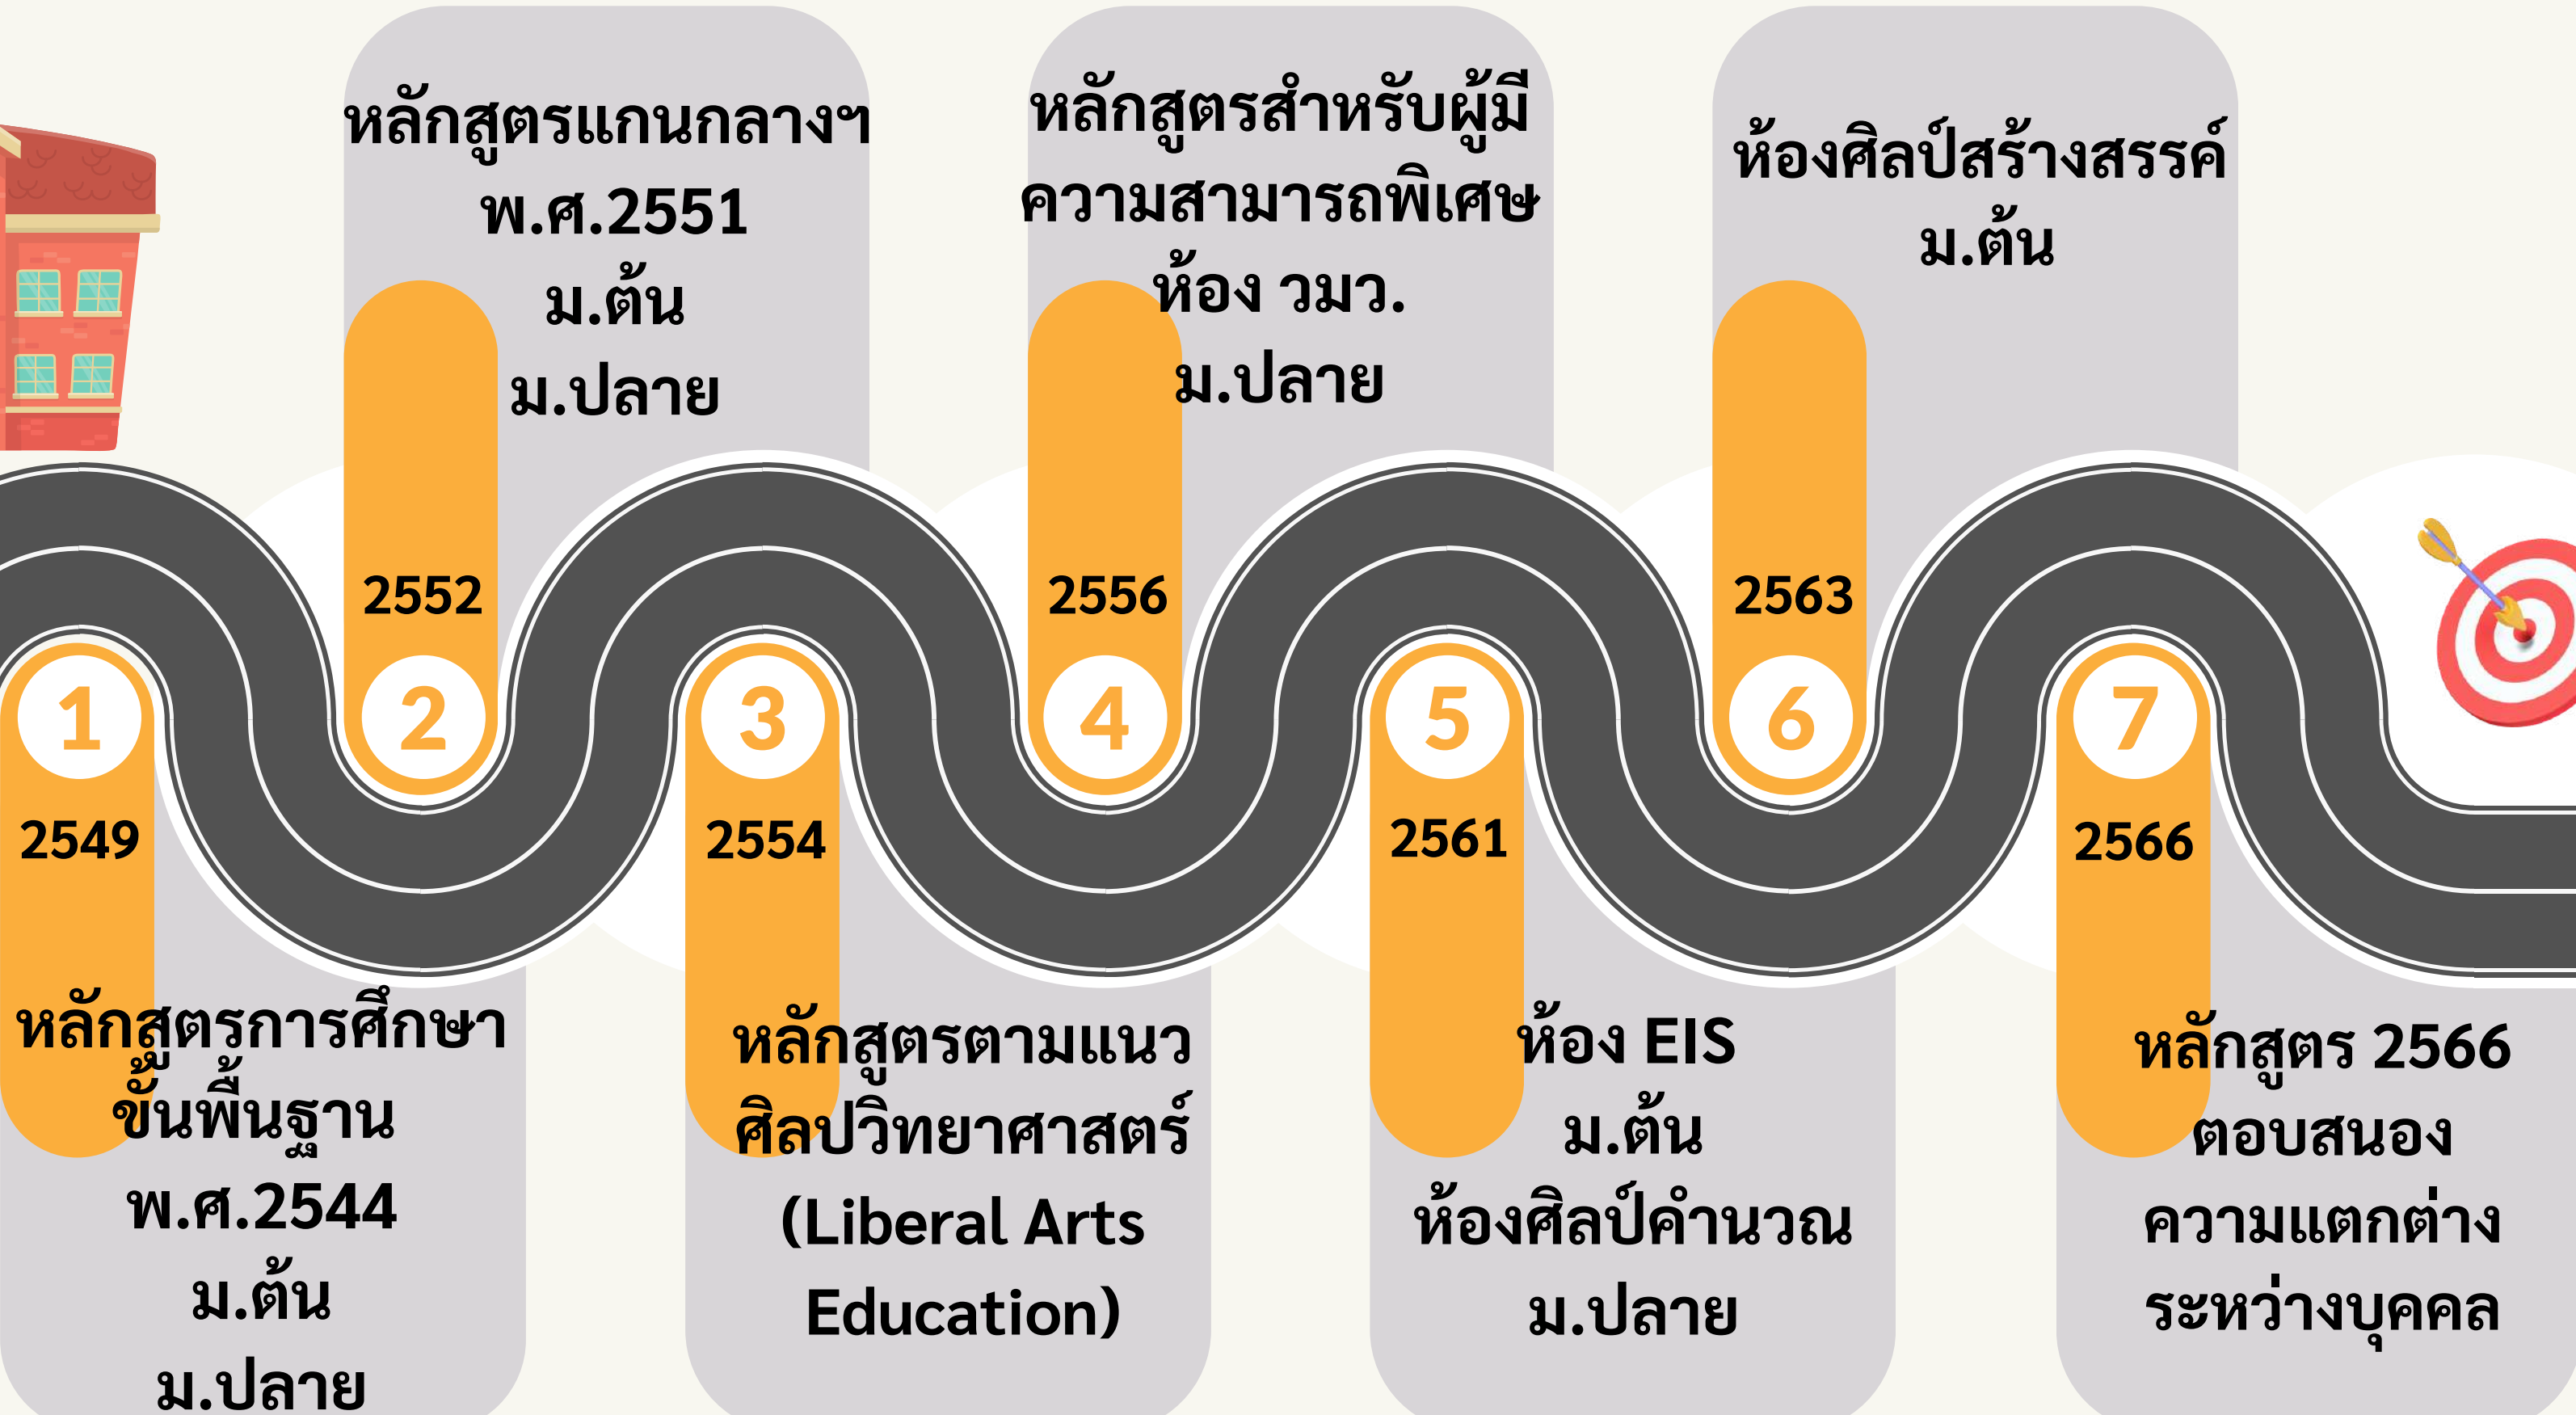 1
2549
หลักสูตรการศึกษา
ขั้นพื้นฐาน
พ.ศ.2544
ม.ต้น
ม.ปลาย
หลักสูตรแกนกลางฯ
พ.ศ.2551
ม.ต้น
ม.ปลาย
2552
2
3
2554
หลักสูตรตามแนว
ศิลปวิทยาศาสตร์
(Liberal Arts
Education)
หลักสูตรสำหรับผู้มี
ความสามารถพิเศษ
ห้อง วมว.
ม.ปลาย
2556
4
5
2561
ห้อง EIS
ม.ต้น
ห้องศิลป์คำนวณ
ม.ปลาย
ห้องศิลป์สร้างสรรค์
ม.ต้น
2563
6
7
2566
หลักสูตร 2566
ตอบสนอง
ความแตกต่าง
ระหว่างบุคคล